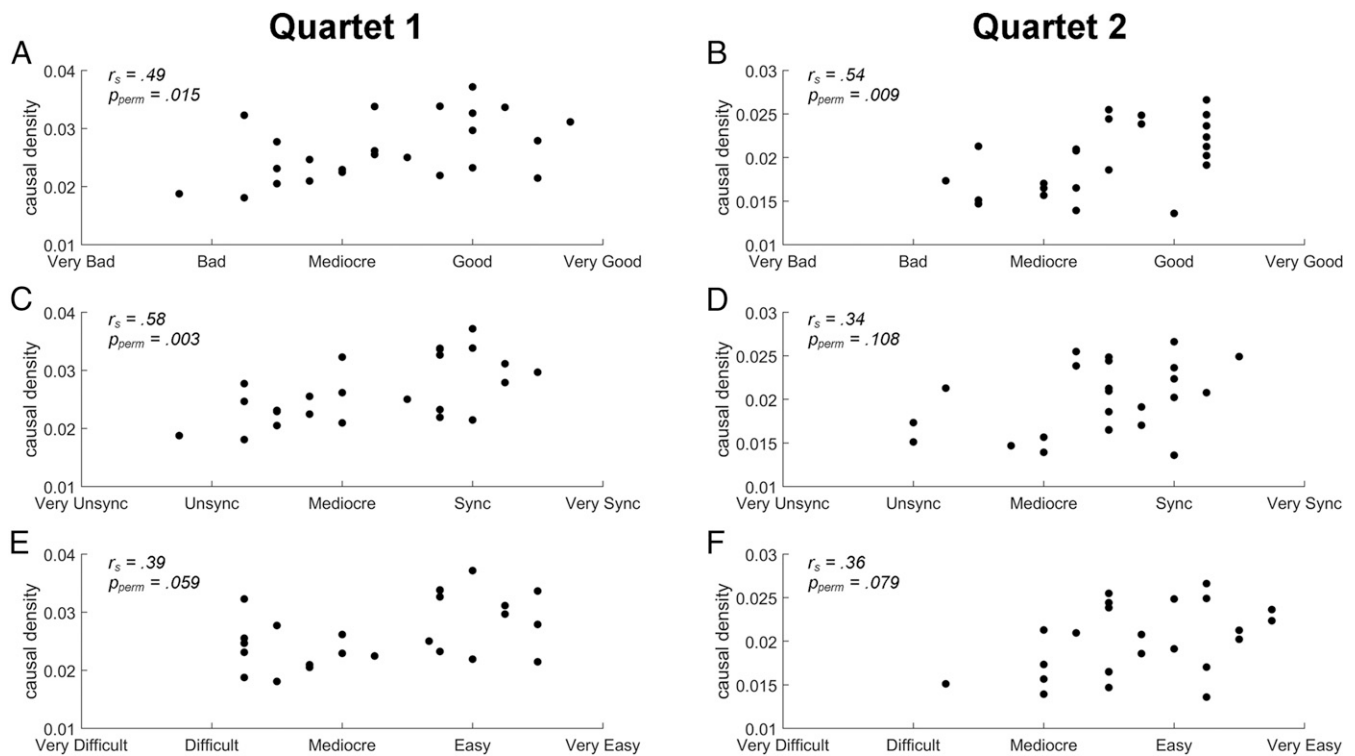 Quartet 1
Quartet 2
A
r_s = .49
p_perm = .015
0.04
0.03
0.02
0.01
causal density
Very Bad Bad Mediocre Good Very Good
B
r_s = .54
p_perm = .009
0.03
0.025
0.02
0.015
0.01
causal density
Very Bad Bad Mediocre Good Very Good
C
r_s = .58
p_perm = .003
0.04
0.03
0.02
0.01
causal density
Very Unsync Unsync Mediocre Sync Very Sync
D
r_s = .34
p_perm = .108
0.03
0.025
0.02
0.015
0.01
causal density
Very Unsync Unsync Mediocre Sync Very Sync
E
r_s = .39
p_perm = .059
0.04
0.03
0.02
0.01
causal density
Very Difficult Difficult Mediocre Easy Very Easy
F
r_s = .36
p_perm = .079
0.03
0.025
0.02
0.015
0.01
causal density
Very Difficult Difficult Mediocre Easy Very Easy